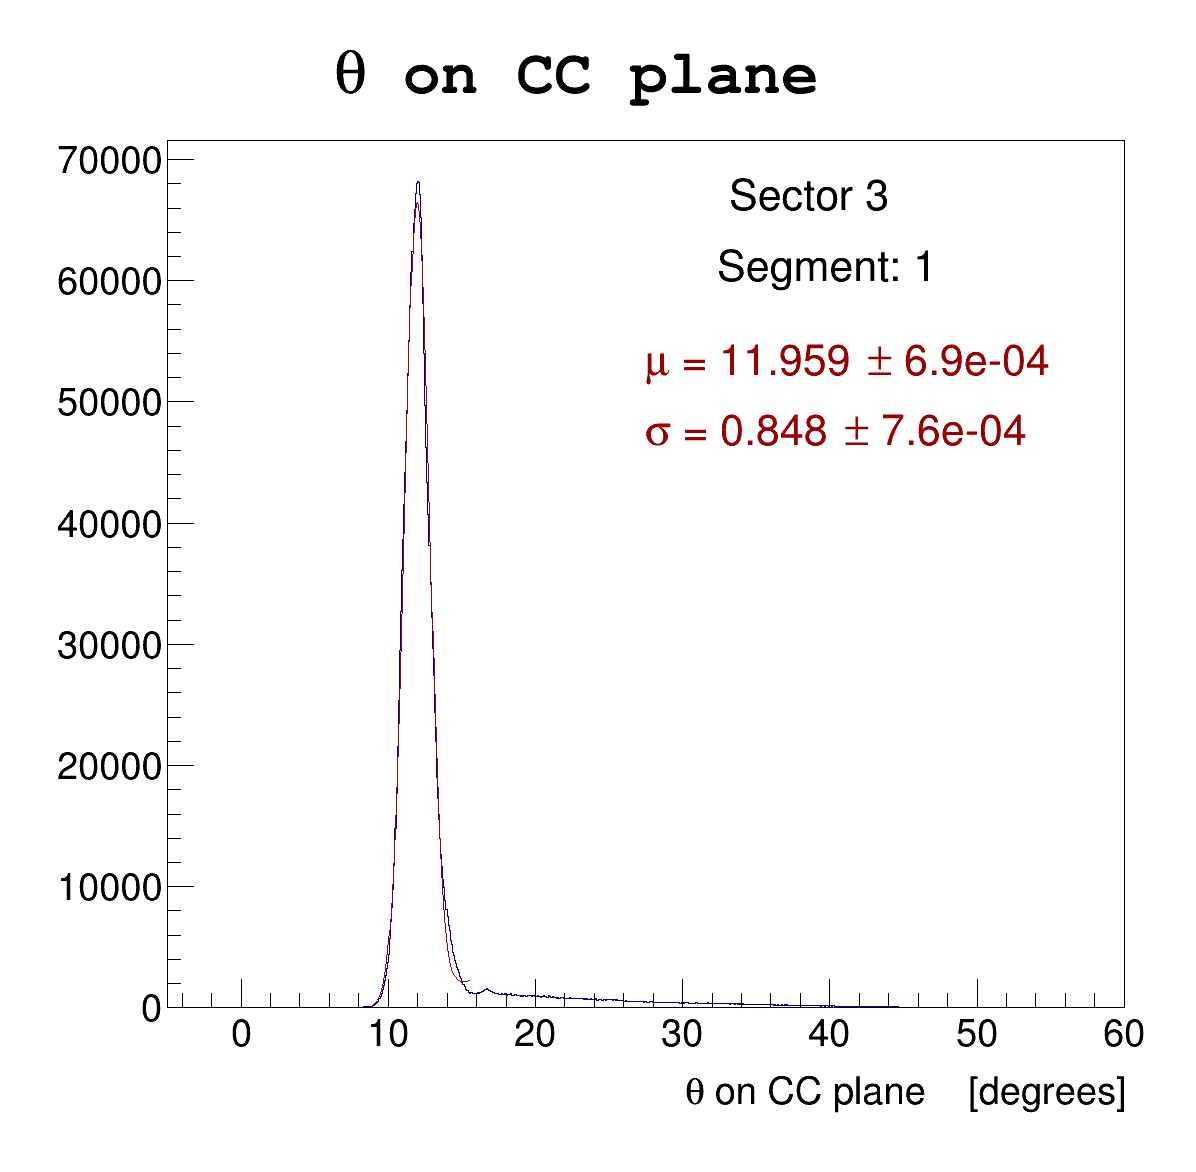 θ on CC plane
70000
60000
50000
40000
30000
20000
10000
0
Sector 3
Segment: 1
μ = 11.959 ± 6.9e-04
σ = 0.848 ± 7.6e-04
0 10 20 30 40 50 60
θ on CC plane [degrees]